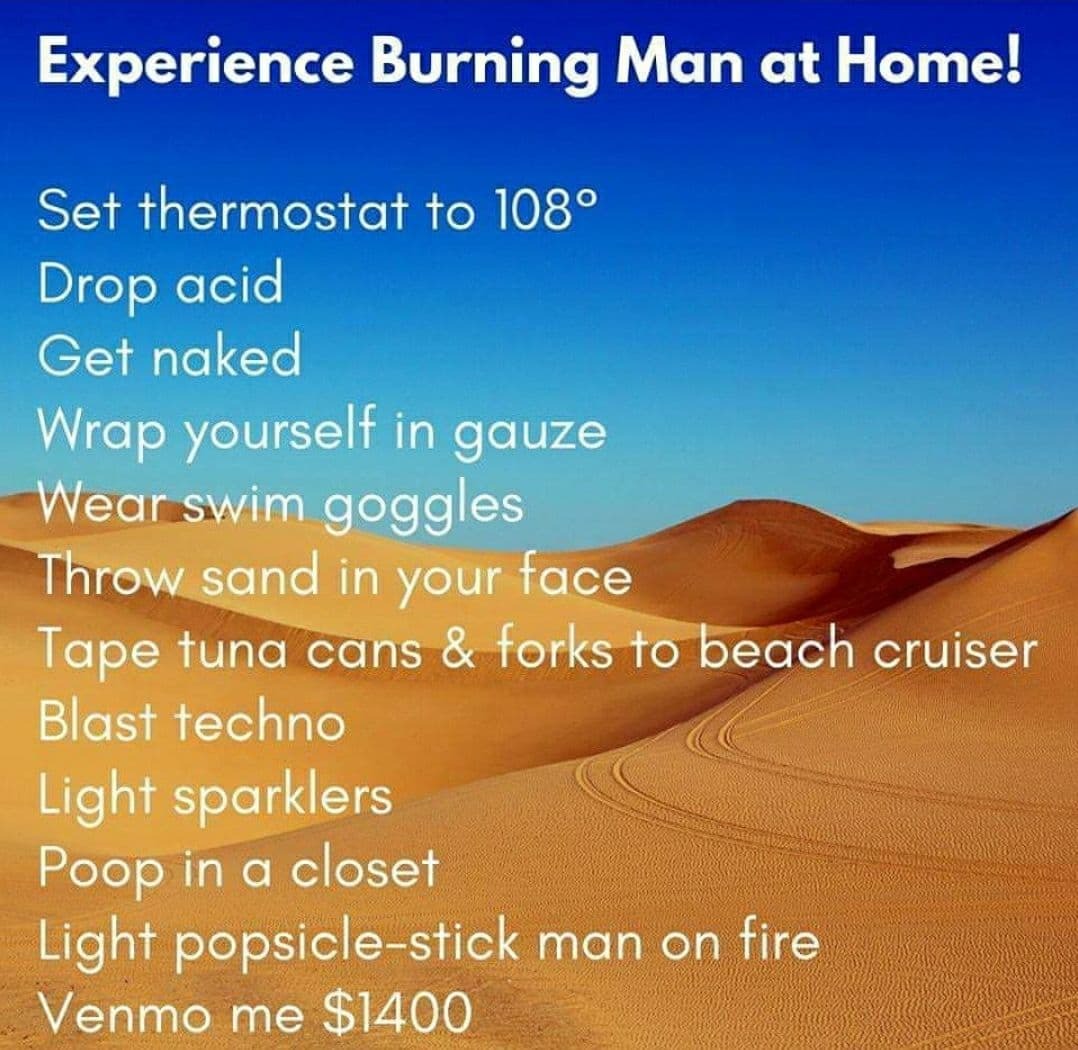 Experience Burning Man at Home!
Set thermostat to 108°
Drop acid
Get naked
Wrap yourself in gauze
Wear swim goggles
Throw sand in your face
Tape tuna cans & forks to beach cruiser
Blast techno
Light sparklers
Poop in a closet
Light popsicle-stick man on fire
Venmo me $1400